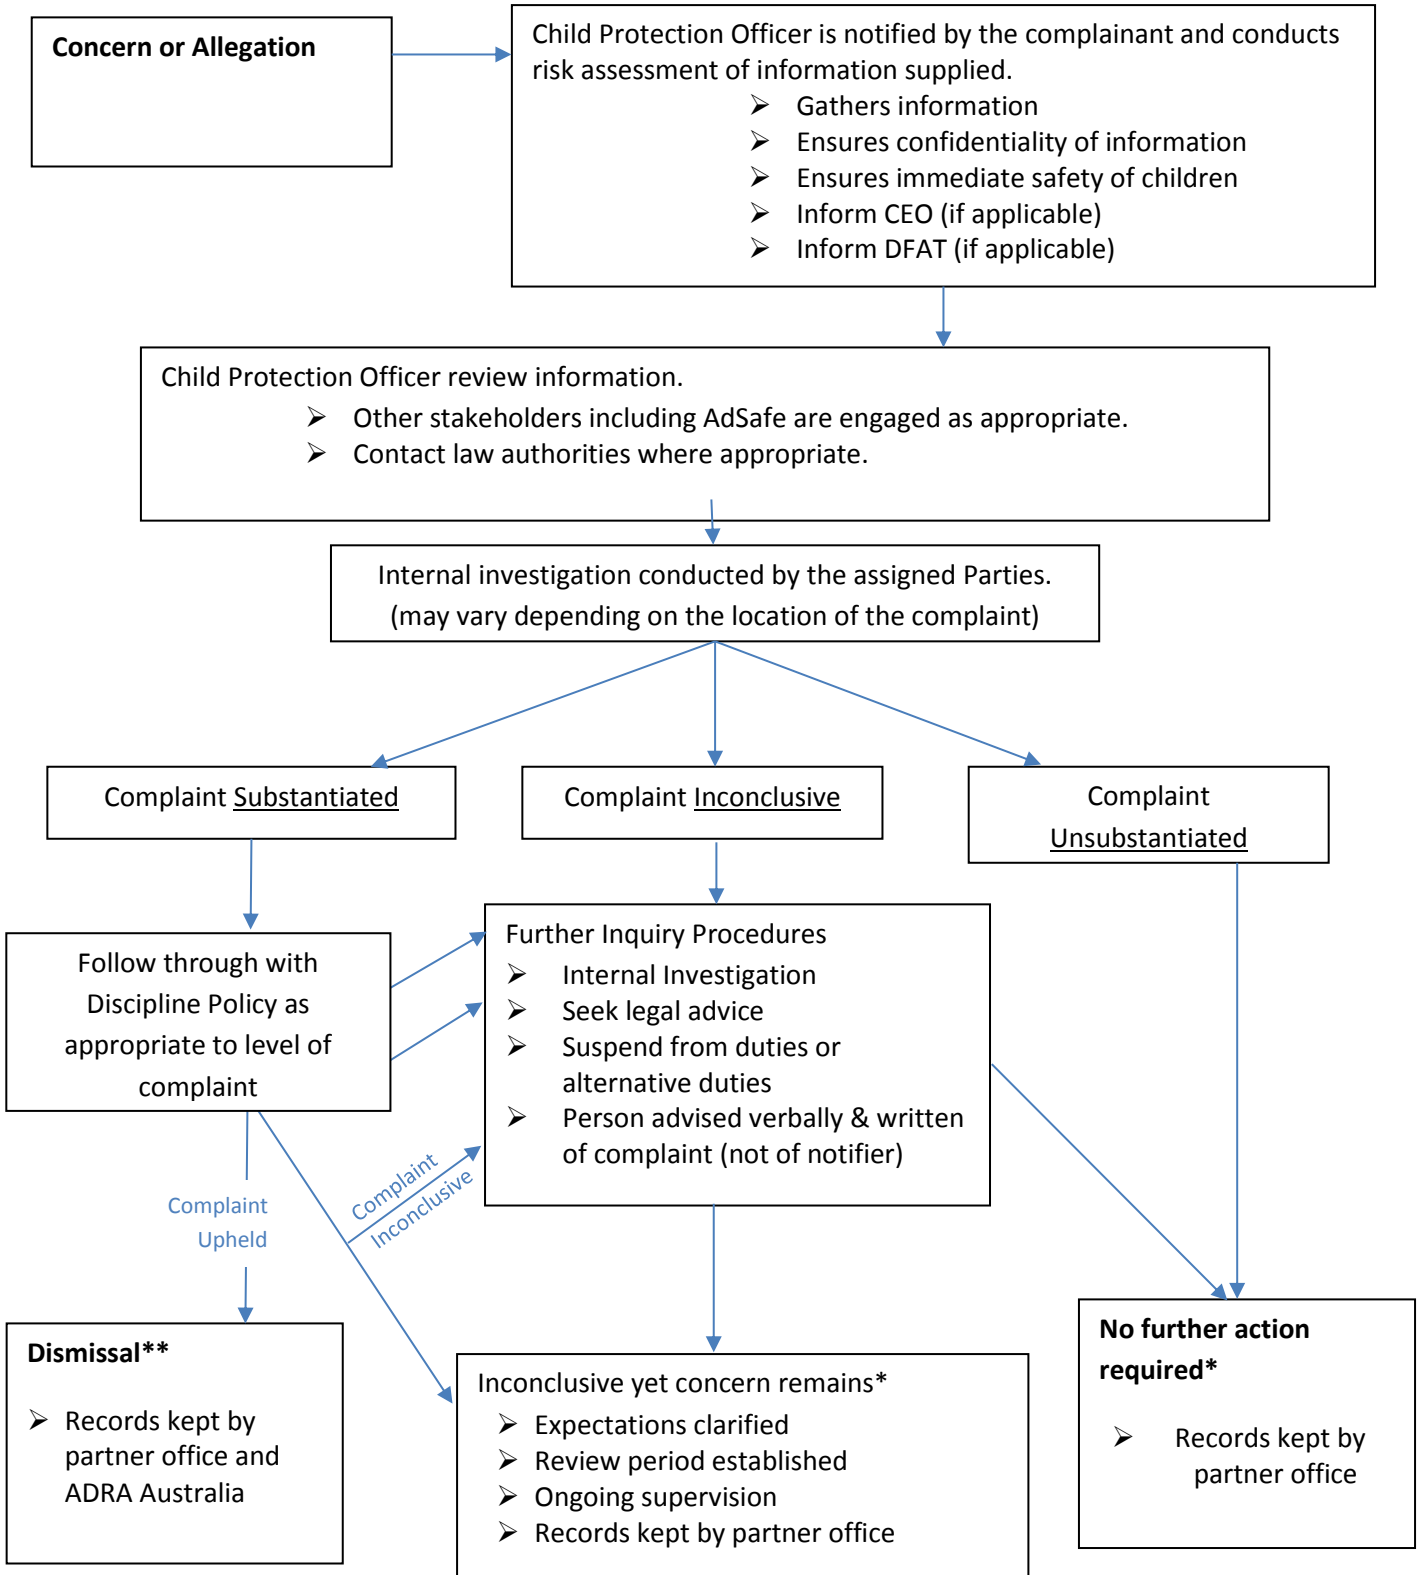 Concern or Allegation
Child Protection Officer is notified by the complainant and conducts
risk assessment of information supplied.
➢ Gathers information
➢ Ensures confidentiality of information
➢ Ensures immediate safety of children
➢ Inform CEO (if applicable)
➢ Inform DFAT (if applicable)
Child Protection Officer review information.
➢ Other stakeholders including AdSafe are engaged as appropriate.
➢ Contact law authorities where appropriate.
Internal investigation conducted by the assigned Parties.
(may vary depending on the location of the complaint)
Complaint Substantiated
Complaint Inconclusive
Complaint
Unsubstantiated
Follow through with
Discipline Policy as
appropriate to level of
complaint
Further Inquiry Procedures
➢ Internal Investigation
➢ Seek legal advice
➢ Suspend from duties or
alternative duties
➢ Person advised verbally & written
of complaint (not of notifier)
Complaint
Upheld
Complaint
Inconclusive
Dismissal**
➢ Records kept by
partner office and
ADRA Australia
Inconclusive yet concern remains*
➢ Expectations clarified
➢ Review period established
➢ Ongoing supervision
➢ Records kept by partner office
No further action
required*
➢ Records kept by
partner office